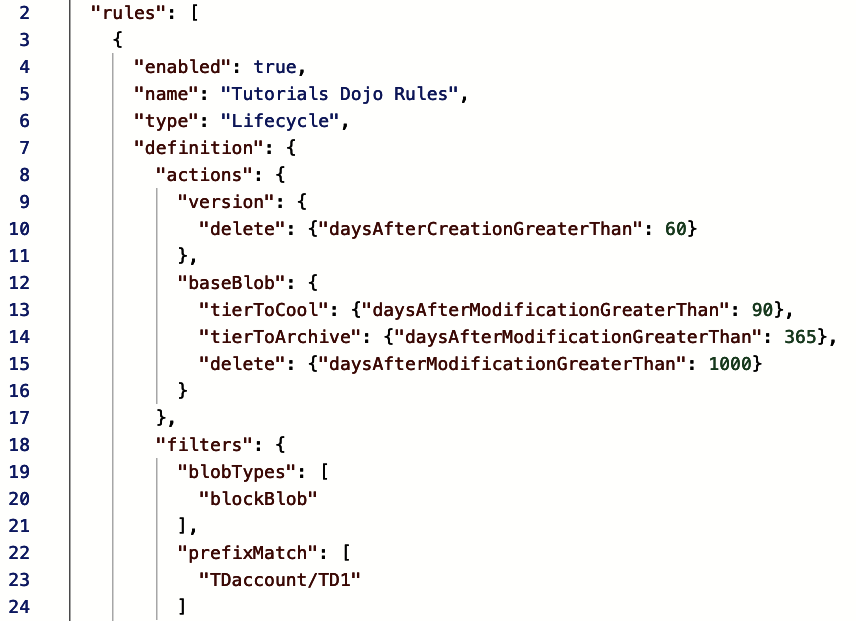 2 "rules": [
3 {
4 "enabled": true,
5 "name": "Tutorials Dojo Rules",
6 "type": "Lifecycle",
7 "definition": {
8 "actions": {
9 "version": {
10 "delete": {"daysAfterCreationGreaterThan": 60}
11 },
12 "baseBlob": {
13 "tierToCool": {"daysAfterModificationGreaterThan": 90},
14 "tierToArchive": {"daysAfterModificationGreaterThan": 365},
15 "delete": {"daysAfterModificationGreaterThan": 1000}
16 }
17 },
18 "filters": {
19 "blobTypes": [
20 "blockBlob"
21 ],
22 "prefixMatch": [
23 "TDaccount/TD1"
24 ]